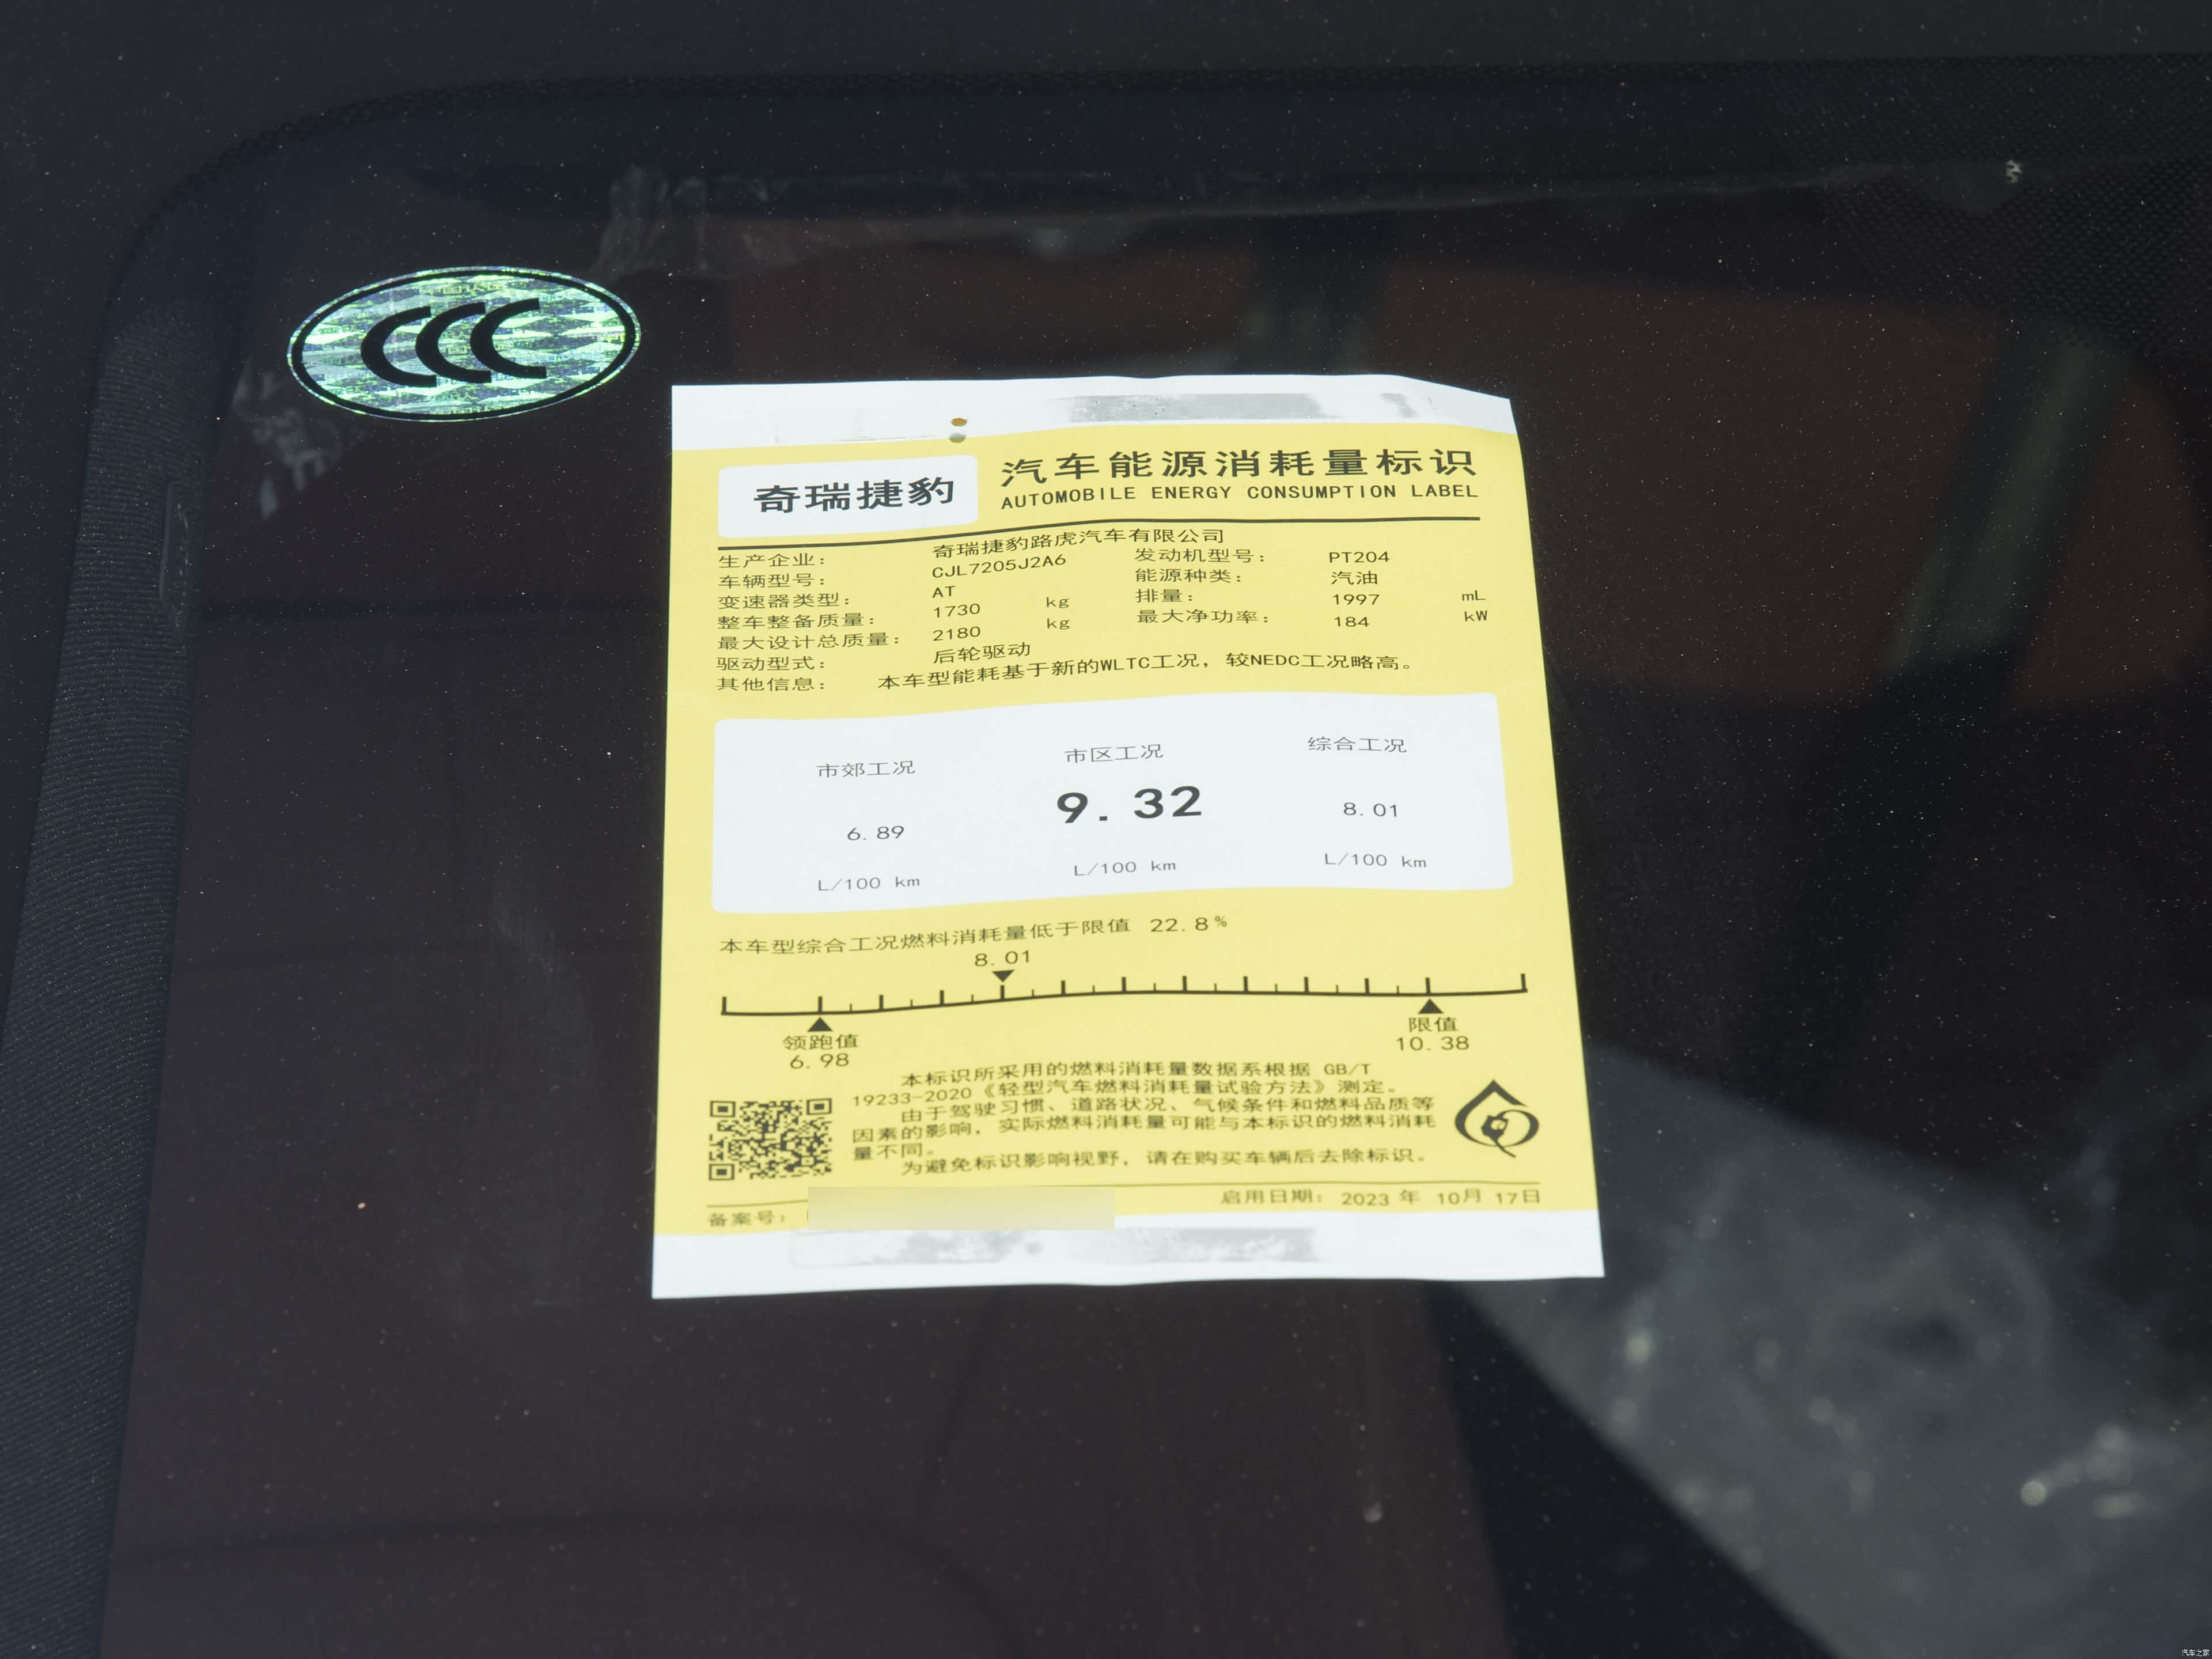 CCC
奇瑞捷豹
汽车能源消耗量标识
AUTOMOBILE ENERGY CONSUMPTION LABEL
生产企业： 奇瑞捷豹路虎汽车有限公司
车辆型号： CJL7205J2A6 发动机型号： PT204
变速器类型： AT 能源种类： 汽油
整车整备质量： 1730 kg 排量： 1997 mL
最大设计总质量： 2180 kg 最大净功率： 184 kW
驱动型式： 后轮驱动
其他信息： 本车型能耗基于新的WLTC工况，较NEDC工况略高。
市郊工况 市区工况 综合工况
6.89 9.32 8.01
L/100 km L/100 km L/100 km
本车型综合工况燃料消耗量低于限值 22.8%
8.01
领跑值 限值
6.98 10.38
本标识所采用的燃料消耗量数据系根据 GB/T
19233-2020《轻型汽车燃料消耗量试验方法》测定。
由于驾驶习惯、道路状况、气候条件和燃料品质等
因素的影响，实际燃料消耗量可能与本标识的燃料消耗
量不同。
为避免标识影响视野，请在购买车辆后去除标识。
备案号： 启用日期： 2023 年 10月 17日
汽车之家